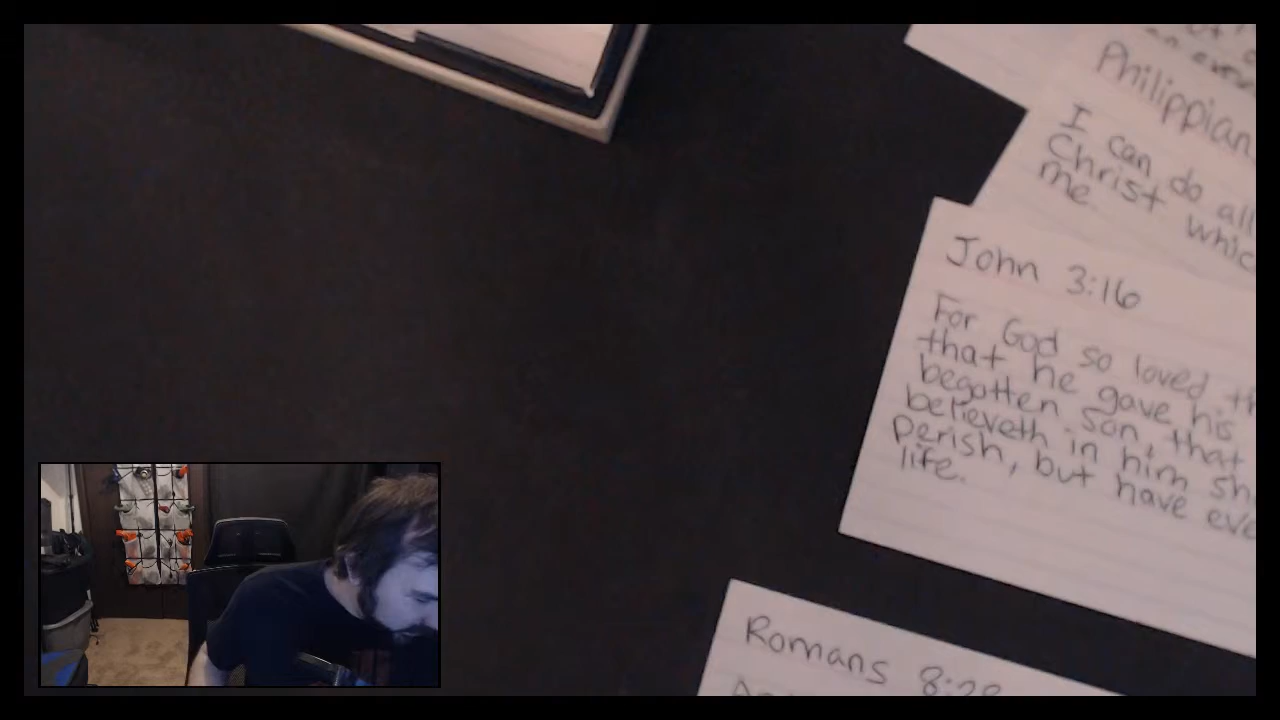 Philippian
I can do all
Christ whic
me.
John 3:16
For God so loved th
that he gave his
begotten son, that
believeth in him sh
perish, but have eve
life.
Romans 8:28